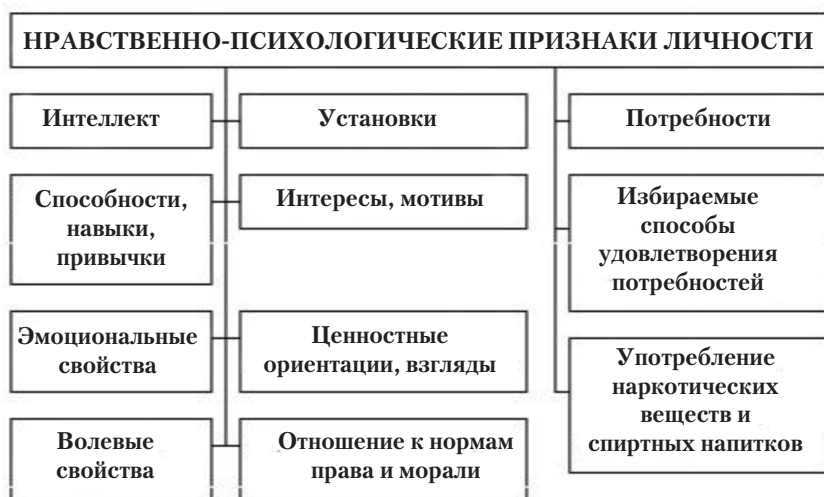 НРАВСТВЕННО-ПСИХОЛОГИЧЕСКИЕ ПРИЗНАКИ ЛИЧНОСТИ
Интеллект
Установки
Потребности
Способности,
навыки,
привычки
Интересы, мотивы
Избираемые
способы
удовлетворения
потребностей
Эмоциональные
свойства
Ценностные
ориентации, взгляды
Употребление
наркотических
веществ и
спиртных напитков
Волевые
свойства
Отношение к нормам
права и морали